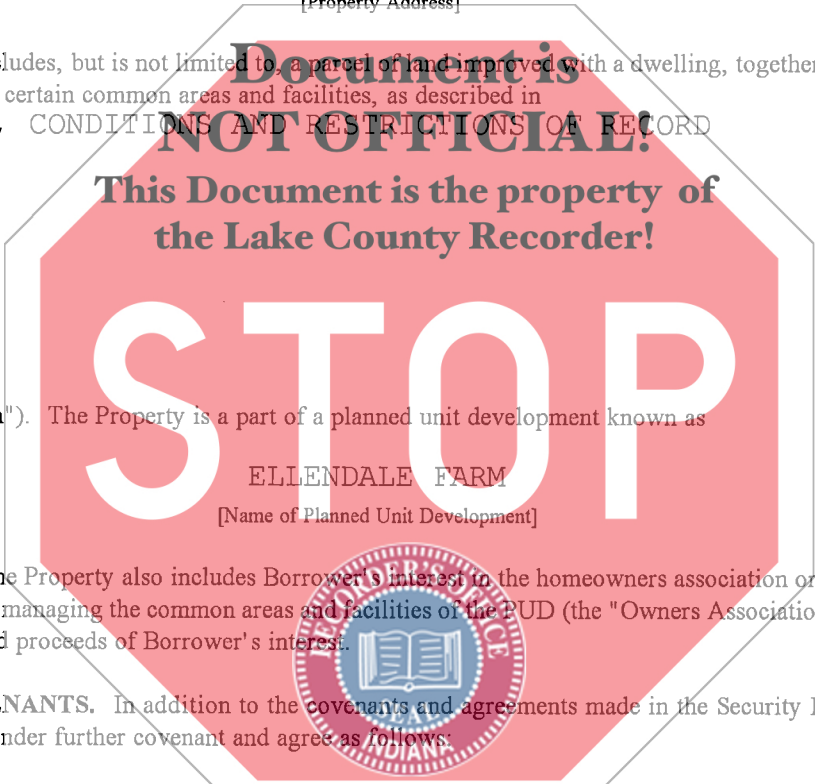 [Property Address]
ludes, but is not limited to, a parcel of land improved with a dwelling, together
certain common areas and facilities, as described in
, CONDITIONS AND RESTRICTIONS OF RECORD
Document is
NOT OFFICIAL!
This Document is the property of
the Lake County Recorder!
STOP
"). The Property is a part of a planned unit development known as
ELLENDALE FARM
[Name of Planned Unit Development]
e Property also includes Borrower's interest in the homeowners association or
managing the common areas and facilities of the PUD (the "Owners Associatio
proceeds of Borrower's interest.
NANTS. In addition to the covenants and agreements made in the Security
nder further covenant and agree as follows:
RECORDER'S OFFICE
SEAL
INDIANA